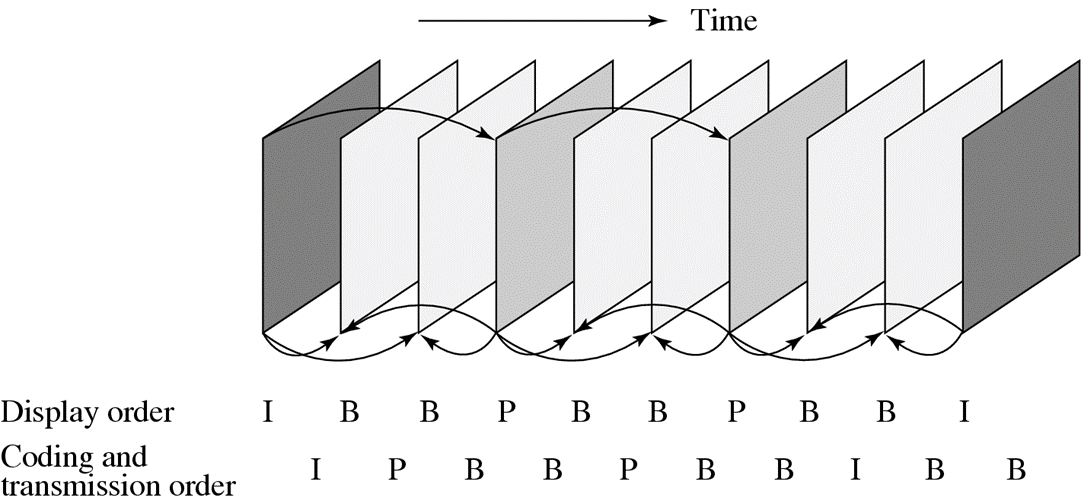 Time
Display order I B B P B B P B B I
Coding and
transmission order I P B B P B B I B B